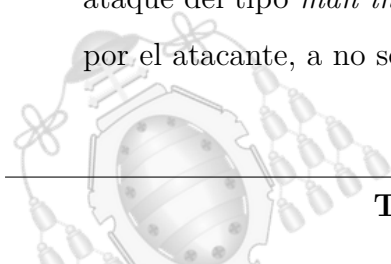 ataque del tipo man in
por el atacante, a no se
T